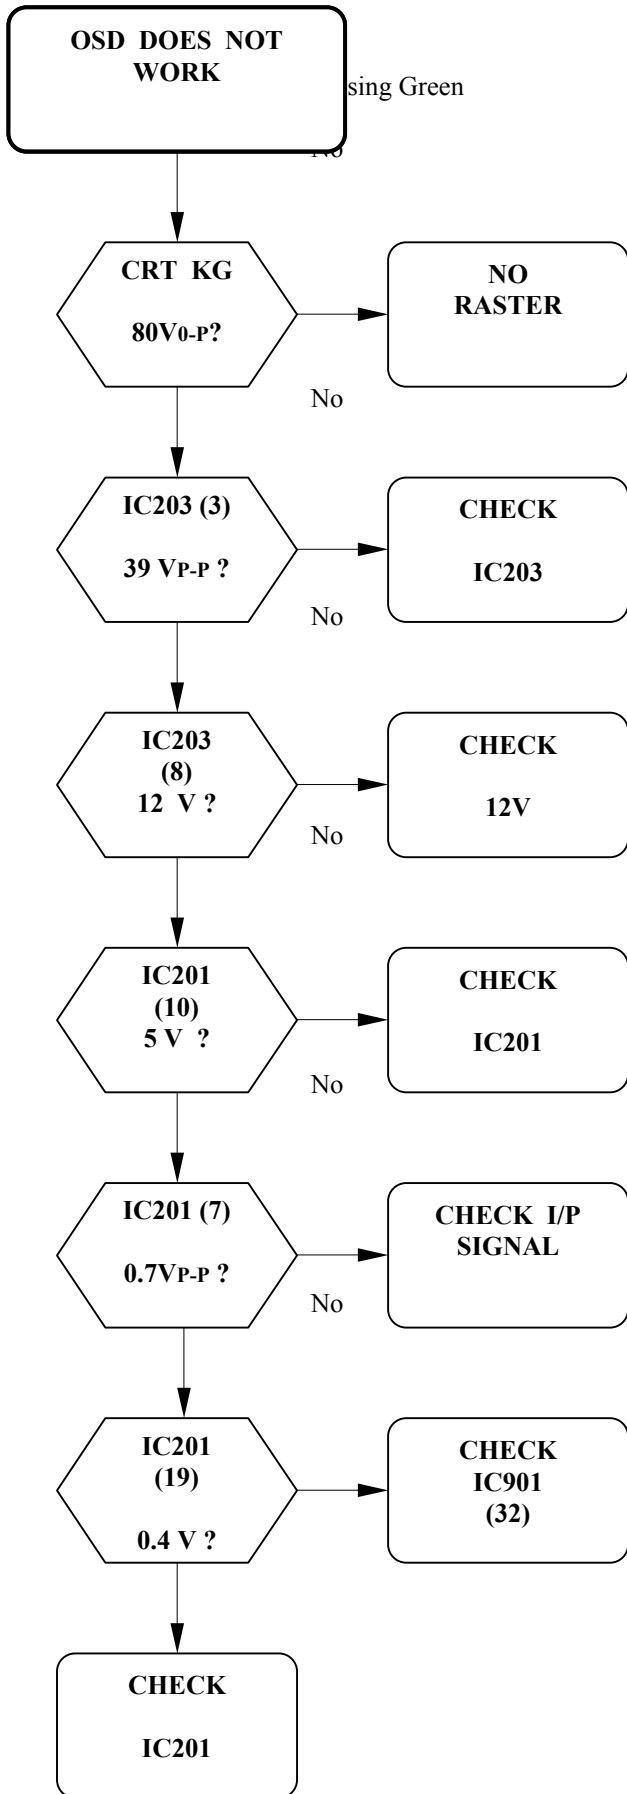 OSD DOES NOT
WORK
sing Green
No
CRT KG
80V0-P?
NO
RASTER
No
IC203 (3)
39 VP-P ?
CHECK
IC203
No
IC203
(8)
12 V ?
CHECK
12V
No
IC201
(10)
5 V ?
CHECK
IC201
No
IC201 (7)
0.7VP-P ?
CHECK I/P
SIGNAL
No
IC201
(19)
0.4 V ?
CHECK
IC901
(32)
CHECK
IC201